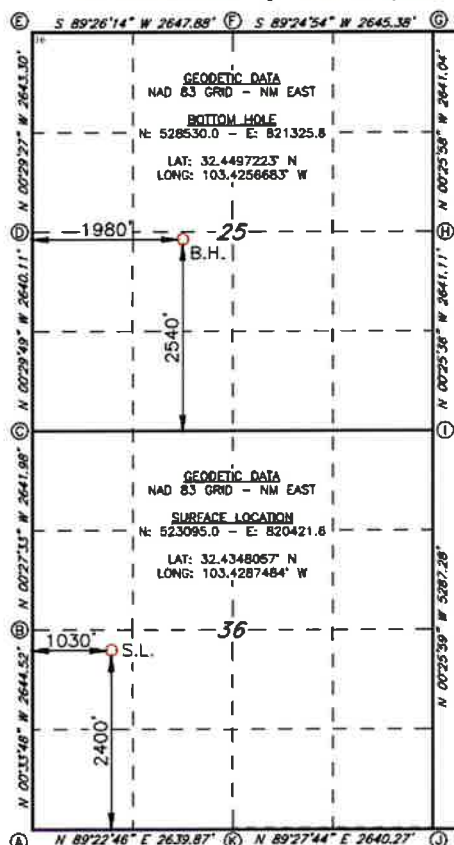 Ⓔ S 89°26'14" W 2647.88' Ⓕ S 89°24'54" W 2645.38' Ⓖ
N 00°29'27" W 2643.30'
GEODETIC DATA
NAD 83 GRID - NM EAST
BOTTOM HOLE
N: 528530.0 - E: 821325.8
LAT: 32.4497223° N
LONG: 103.4256683° W
N 00°25'58" W 2641.04'
Ⓓ 1980' 25 Ⓗ
B.H.
N 00°29'49" W 2640.11'
2540'
N 00°25'38" W 2641.11'
Ⓒ Ⓘ
N 00°27'33" W 2641.98'
GEODETIC DATA
NAD 83 GRID - NM EAST
SURFACE LOCATION
N: 523095.0 - E: 820421.6
LAT: 32.4348057° N
LONG: 103.4287484° W
Ⓑ 36
1030' S.L.
N 00°33'48" W 2644.52'
2400'
N 00°25'39" W 5287.28'
Ⓐ N 89°22'46" E 2639.87' Ⓚ N 89°27'44" E 2640.27' Ⓙ